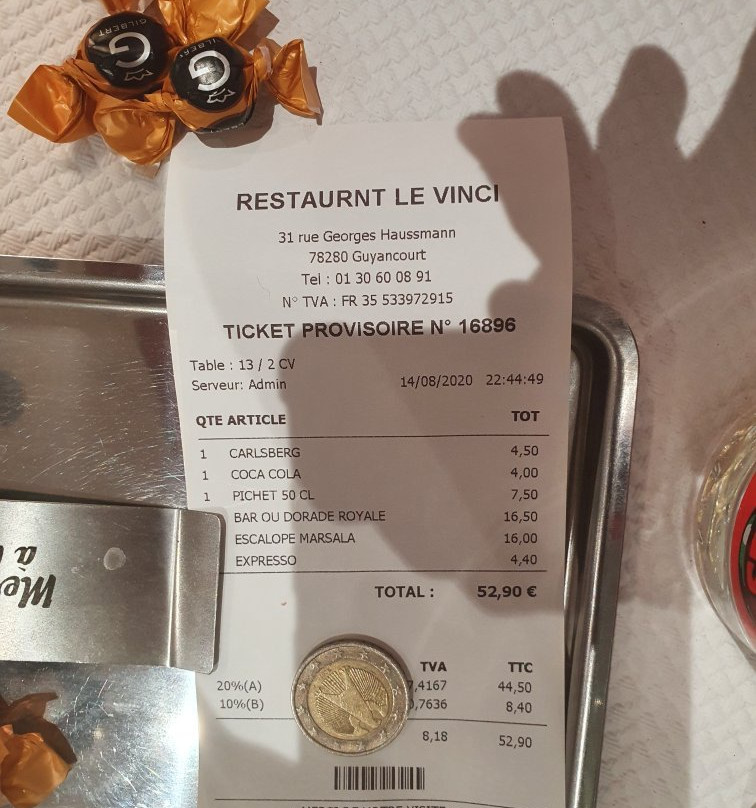 GILBERT
G
GILBERT
G
RESTAURNT LE VINCI
31 rue Georges Haussmann
78280 Guyancourt
Tel : 01 30 60 08 91
N° TVA : FR 35 533972915
TICKET PROVISOIRE N° 16896
Table : 13 / 2 CV
Serveur: Admin 14/08/2020 22:44:49
QTE ARTICLE TOT
1 CARLSBERG 4,50
1 COCA COLA 4,00
1 PICHET 50 CL 7,50
BAR OU DORADE ROYALE 16,50
ESCALOPE MARSALA 16,00
EXPRESSO 4,40
TOTAL : 52,90 €
TVA TTC
20%(A) ,4167 44,50
10%(B) ,7636 8,40
8,18 52,90